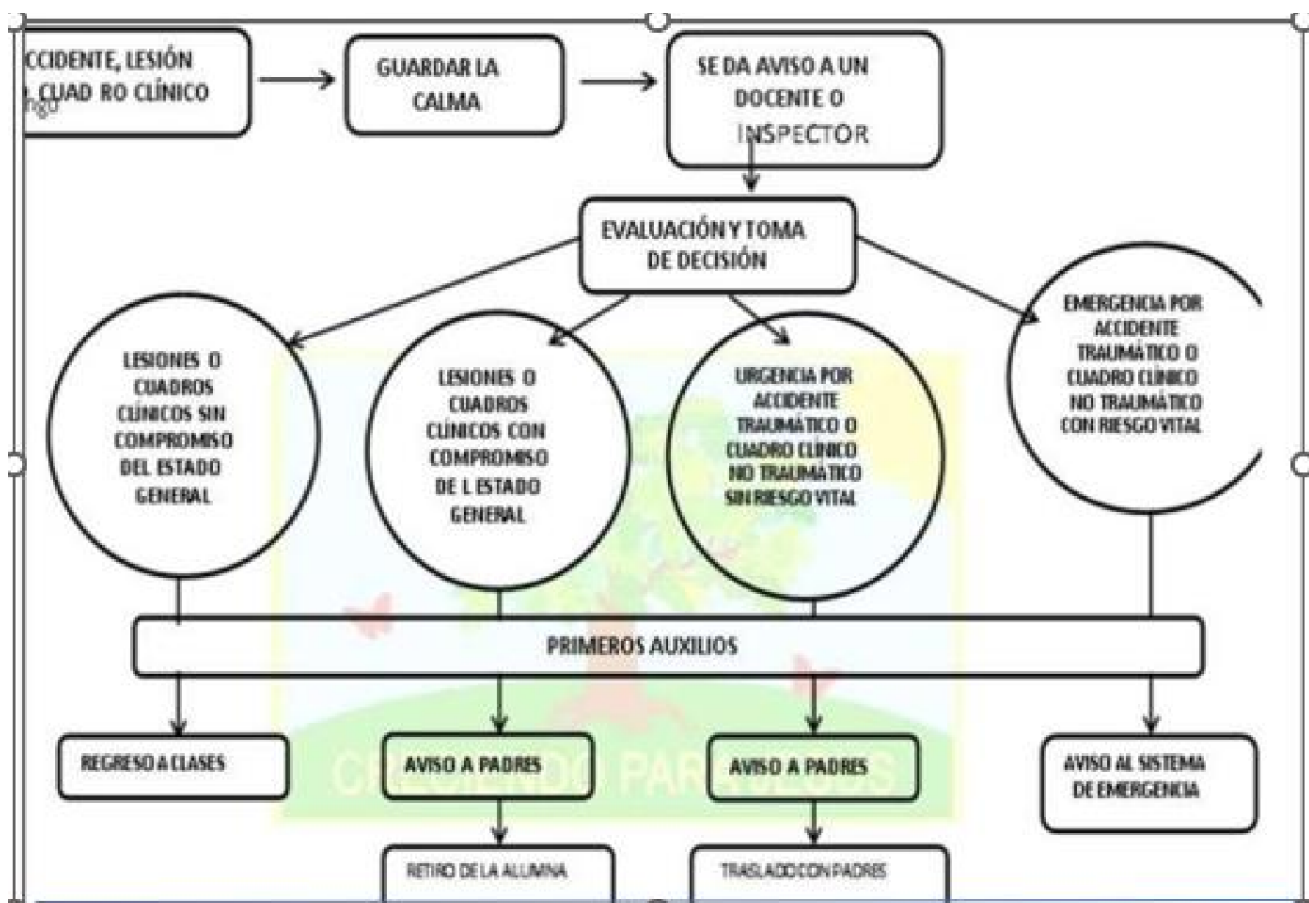 CCIDENTE, LESIÓN
CUAD RO CLÍNICO
GUARDAR LA
CALMA
SE DA AVISO A UN
DOCENTE O
INSPECTOR
EVALUACIÓN Y TOMA
DE DECISIÓN
LESIONES O
CUADROS
CLÍNICOS SIN
COMPROMISO
DEL ESTADO
GENERAL
LESIONES O
CUADROS
CLÍNICOS CON
COMPROMISO
DE L ESTADO
GENERAL
URGENCIA POR
ACCIDENTE
TRAUMÁTICO O
CUADRO CLÍNICO
NO TRAUMÁTICO
SIN RIESGO VITAL
EMERGENCIA POR
ACCIDENTE
TRAUMÁTICO O
CUADRO CLÍNICO
NO TRAUMÁTICO
CON RIESGO VITAL
PRIMEROS AUXILIOS
REGRESO A CLASES
AVISO A PADRES
AVISO A PADRES
AVISO AL SISTEMA
DE EMERGENCIA
CRECIENDO PARA
RETIRO DE LA ALUMNA
TRASLADO CON PADRES